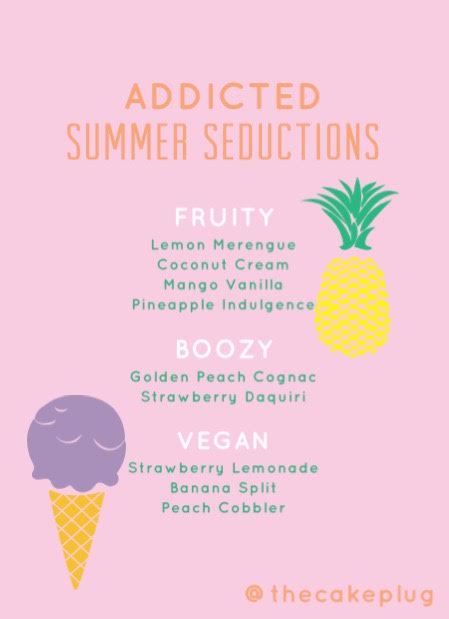 ADDICTED
SUMMER SEDUCTIONS
FRUITY
Lemon Merengue
Coconut Cream
Mango Vanilla
Pineapple Indulgence
BOOZY
Golden Peach Cognac
Strawberry Daquiri
VEGAN
Strawberry Lemonade
Banana Split
Peach Cobbler
@thecakeplug